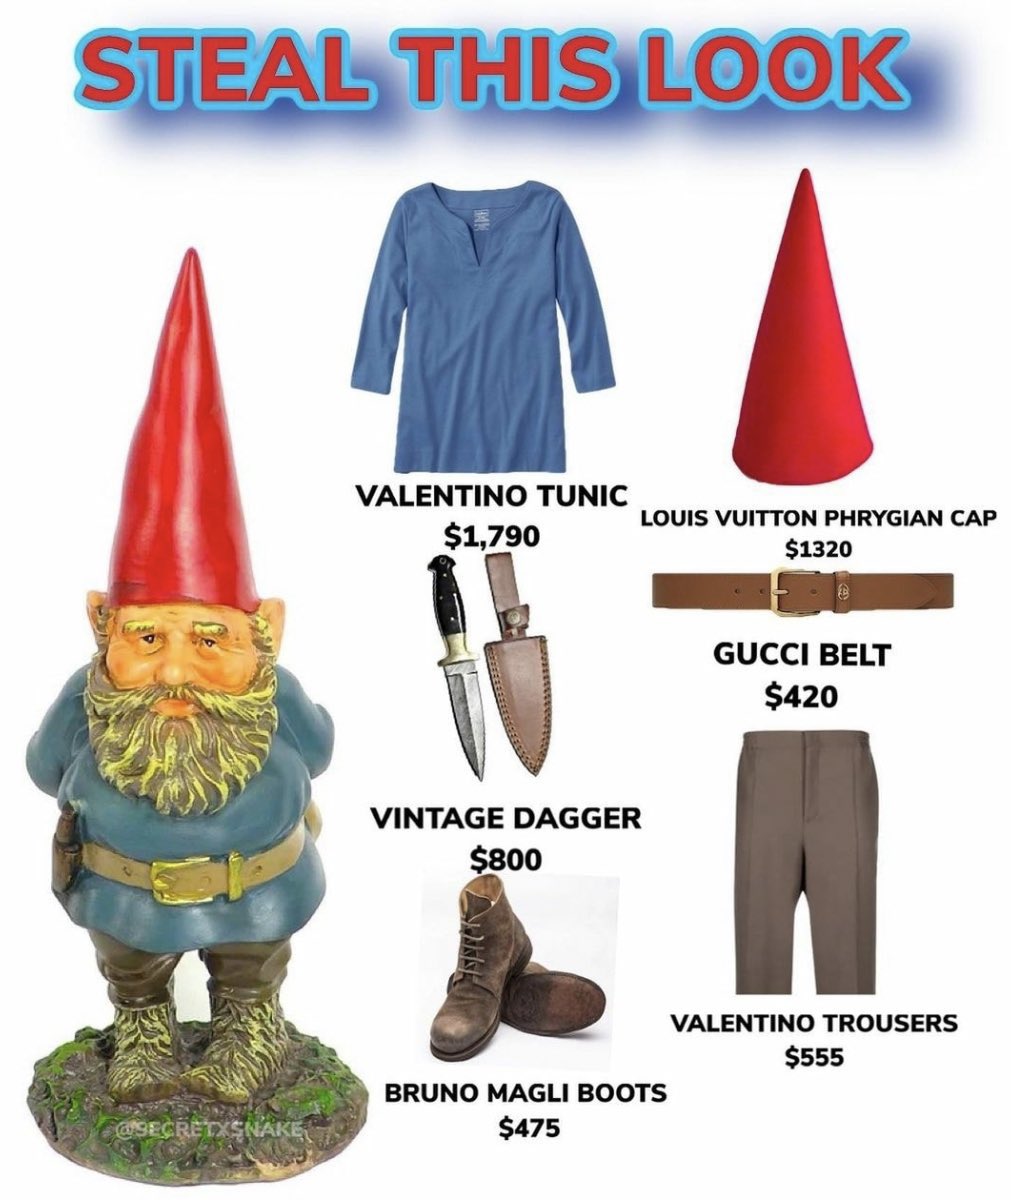 STEAL THIS LOOK
VALENTINO TUNIC
$1,790
LOUIS VUITTON PHRYGIAN CAP
$1320
GUCCI BELT
$420
VINTAGE DAGGER
$800
VALENTINO TROUSERS
$555
BRUNO MAGLI BOOTS
$475
@SECRETXSNAKE